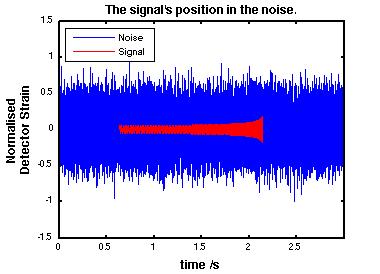 The signal's position in the noise.
1.5
Noise
Signal
1
0.5
0
-0.5
-1
-1.5
Normalised
Detector Strain
0
0.5
1
1.5
2
2.5
time /s